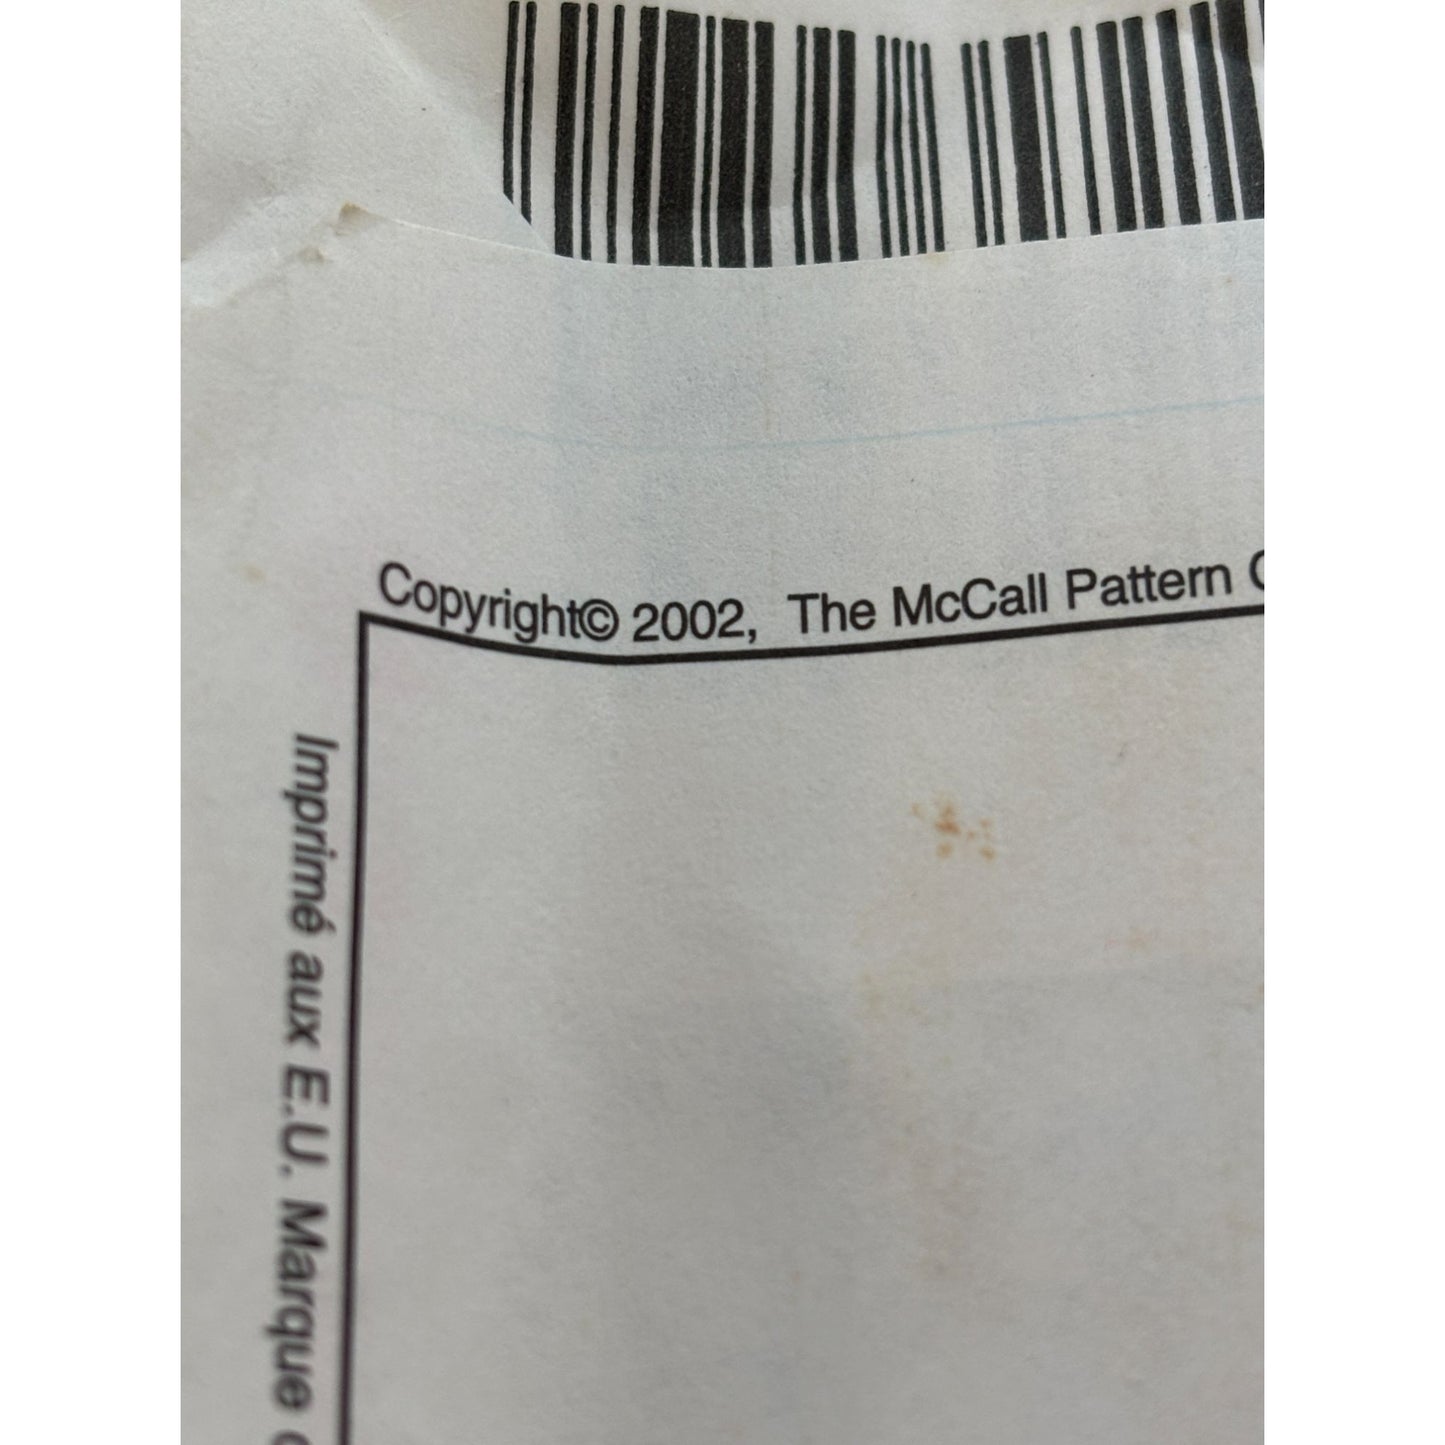 Copyright© 2002, The McCall Pattern
Imprimé aux E.U. Marque